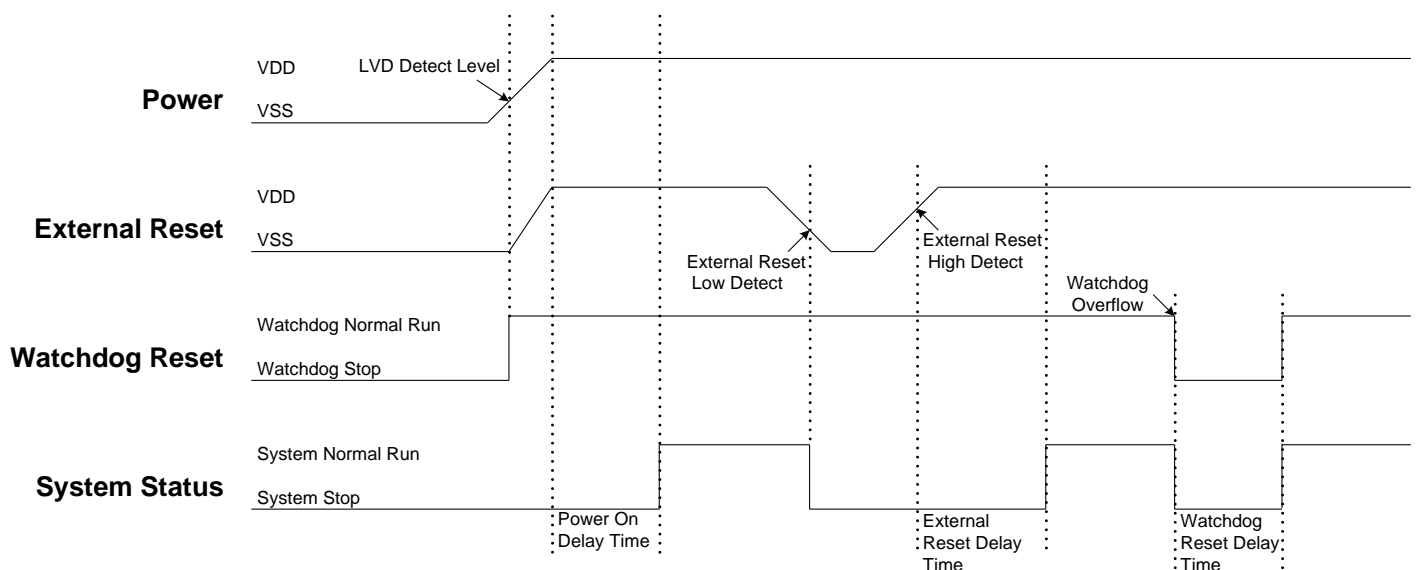 VDD
LVD Detect Level
Power
VSS
VDD
External Reset
VSS
External Reset
Low Detect
External Reset
High Detect
Watchdog
Overflow
Watchdog Normal Run
Watchdog Reset
Watchdog Stop
System Normal Run
System Status
System Stop
Power On
Delay Time
External
Reset Delay
Time
Watchdog
Reset Delay
Time